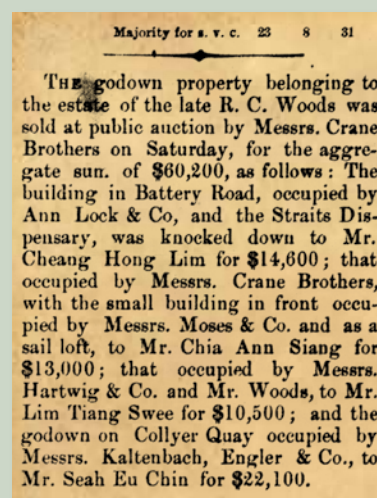 Majority for S. V. C. 23 8 31
THE godown property belonging to
the estate of the late R. C. Woods was
sold at public auction by Messrs. Crane
Brothers on Saturday, for the aggre-
gate sum. of $60,200, as follows : The
building in Battery Road, occupied by
Ann Lock & Co, and the Straits Dis-
pensary, was knocked down to Mr.
Cheang Hong Lim for $14,600 ; that
occupied by Messrs. Crane Brothers,
with the small building in front occu-
pied by Messrs. Moses & Co. and as a
sail loft, to Mr. Chia Ann Siang for
$13,000 ; that occupied by Messrs.
Hartwig & Co. and Mr. Woods, to Mr.
Lim Tiang Swee for $10,500 ; and the
godown on Collyer Quay occupied by
Messrs. Kaltenbach, Engler & Co., to
Mr. Seah Eu Chin for $22,100.